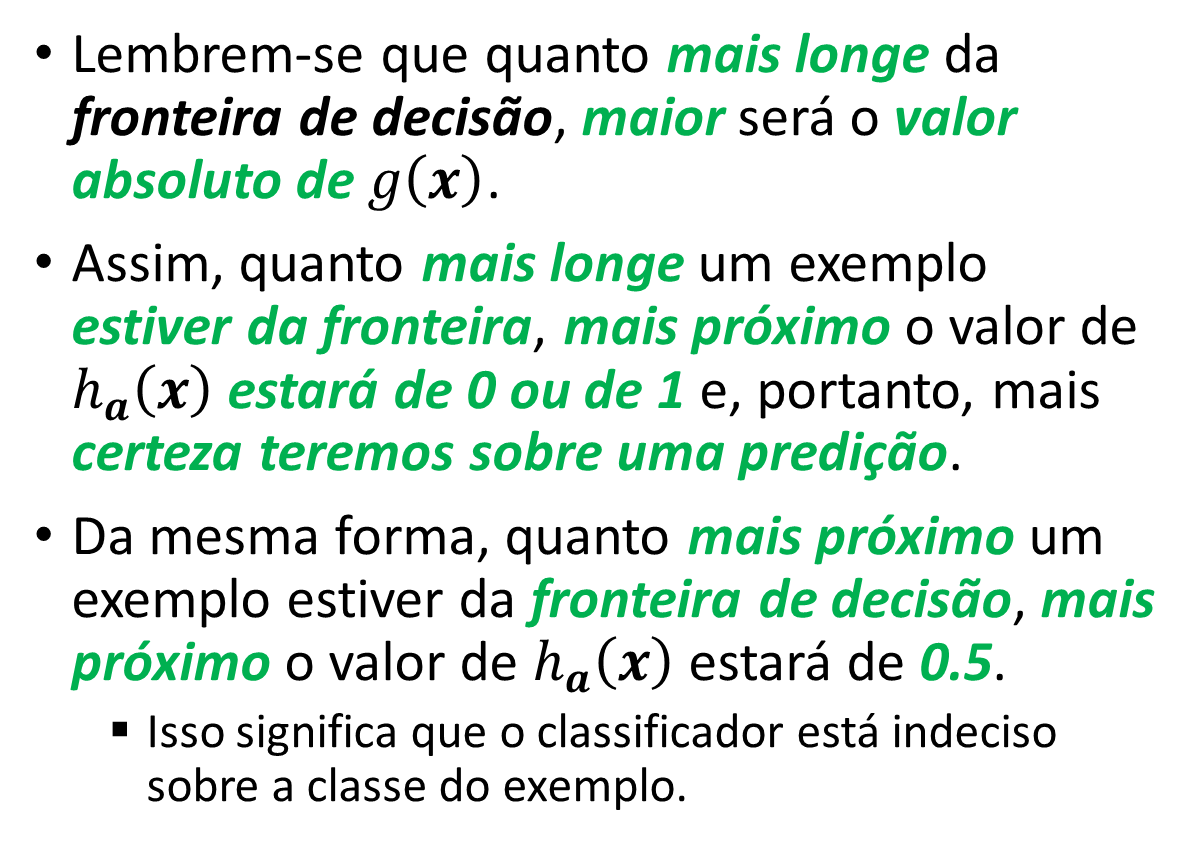 • Lembrem-se que quanto mais longe da
fronteira de decisão, maior será o valor
absoluto de g(x).
• Assim, quanto mais longe um exemplo
estiver da fronteira, mais próximo o valor de
hₐ(x) estará de 0 ou de 1 e, portanto, mais
certeza teremos sobre uma predição.
• Da mesma forma, quanto mais próximo um
exemplo estiver da fronteira de decisão, mais
próximo o valor de hₐ(x) estará de 0.5.
▪ Isso significa que o classificador está indeciso
sobre a classe do exemplo.